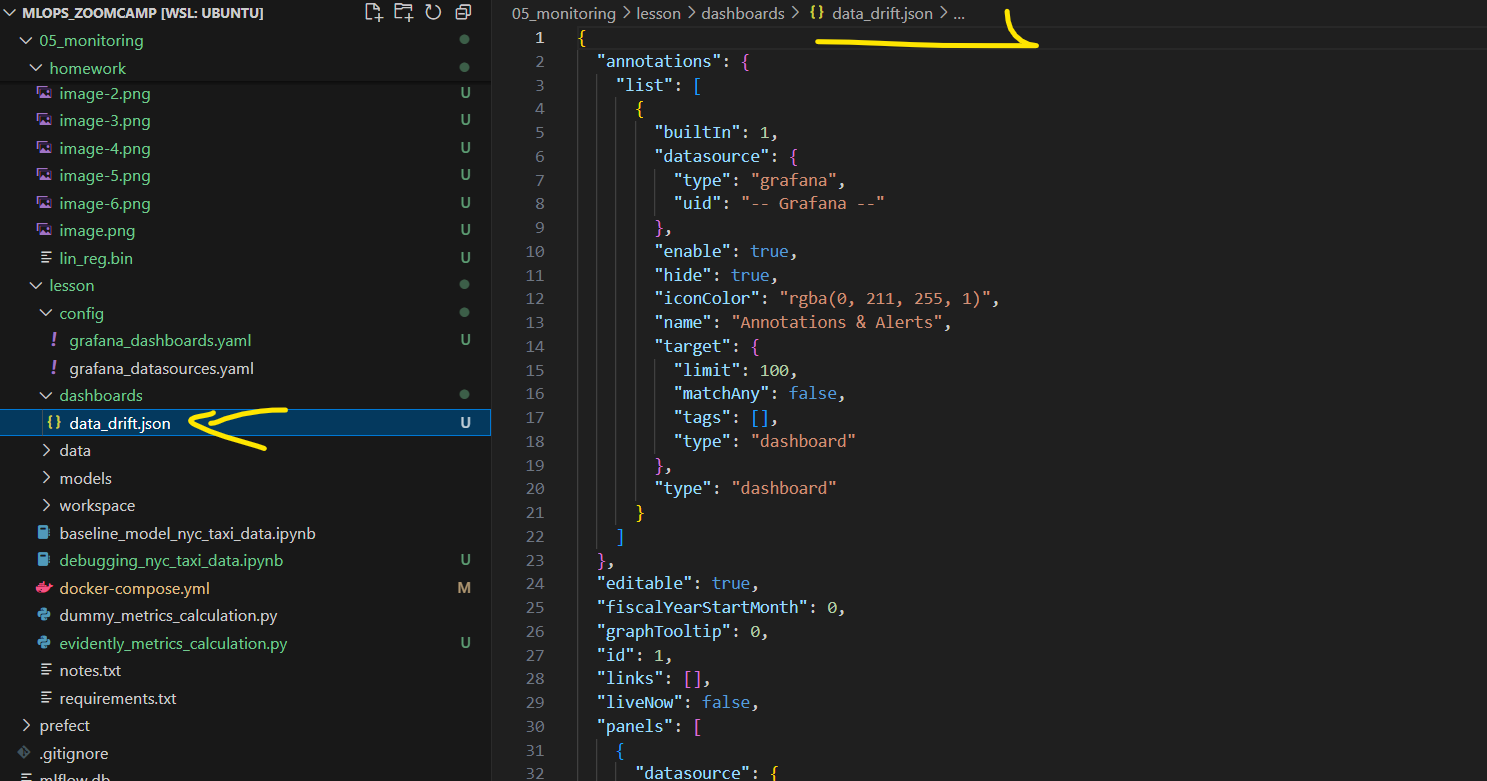 MLOPS_ZOOMCAMP [WSL: UBUNTU]
05_monitoring
homework
image-2.png U
image-3.png U
image-4.png U
image-5.png U
image-6.png U
image.png U
lin_reg.bin U
lesson
config
! grafana_dashboards.yaml U
! grafana_datasources.yaml
dashboards
{} data_drift.json U
data
models
workspace
baseline_model_nyc_taxi_data.ipynb
debugging_nyc_taxi_data.ipynb U
docker-compose.yml M
dummy_metrics_calculation.py
evidently_metrics_calculation.py U
notes.txt
requirements.txt
prefect
.gitignore
mlflow.db
05_monitoring > lesson > dashboards > {} data_drift.json > ...
1 {
2 "annotations": {
3 "list": [
4 {
5 "builtIn": 1,
6 "datasource": {
7 "type": "grafana",
8 "uid": "-- Grafana --"
9 },
10 "enable": true,
11 "hide": true,
12 "iconColor": "rgba(0, 211, 255, 1)",
13 "name": "Annotations & Alerts",
14 "target": {
15 "limit": 100,
16 "matchAny": false,
17 "tags": [],
18 "type": "dashboard"
19 },
20 "type": "dashboard"
21 }
22 ]
23 },
24 "editable": true,
25 "fiscalYearStartMonth": 0,
26 "graphTooltip": 0,
27 "id": 1,
28 "links": [],
29 "liveNow": false,
30 "panels": [
31 {
32 "datasource": {